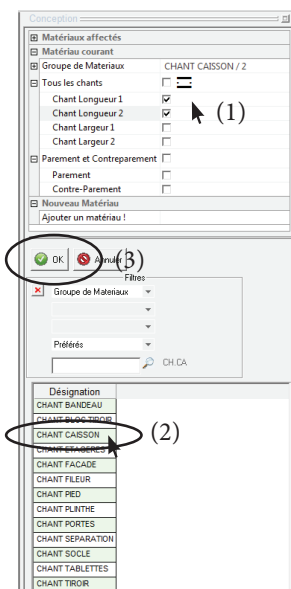 Conception
Matériaux affectés
Matériau courant
Groupe de Materiaux CHANT CAISSON / 2
Tous les chants
Chant Longueur 1 (1)
Chant Longueur 2
Chant Largeur 1
Chant Largeur 2
Parement et Contreparement
Parement
Contre-Parement
Nouveau Matériau
Ajouter un matériau !
OK Annuler (3)
Filtres
Groupe de Materiaux
Préférés
CH.CA
Désignation
CHANT BANDEAU
CHANT BLOC TIROIR
CHANT CAISSON (2)
CHANT ETAGERES
CHANT FACADE
CHANT FILEUR
CHANT PIED
CHANT PLINTHE
CHANT PORTES
CHANT SEPARATION
CHANT SOCLE
CHANT TABLETTES
CHANT TIROIR